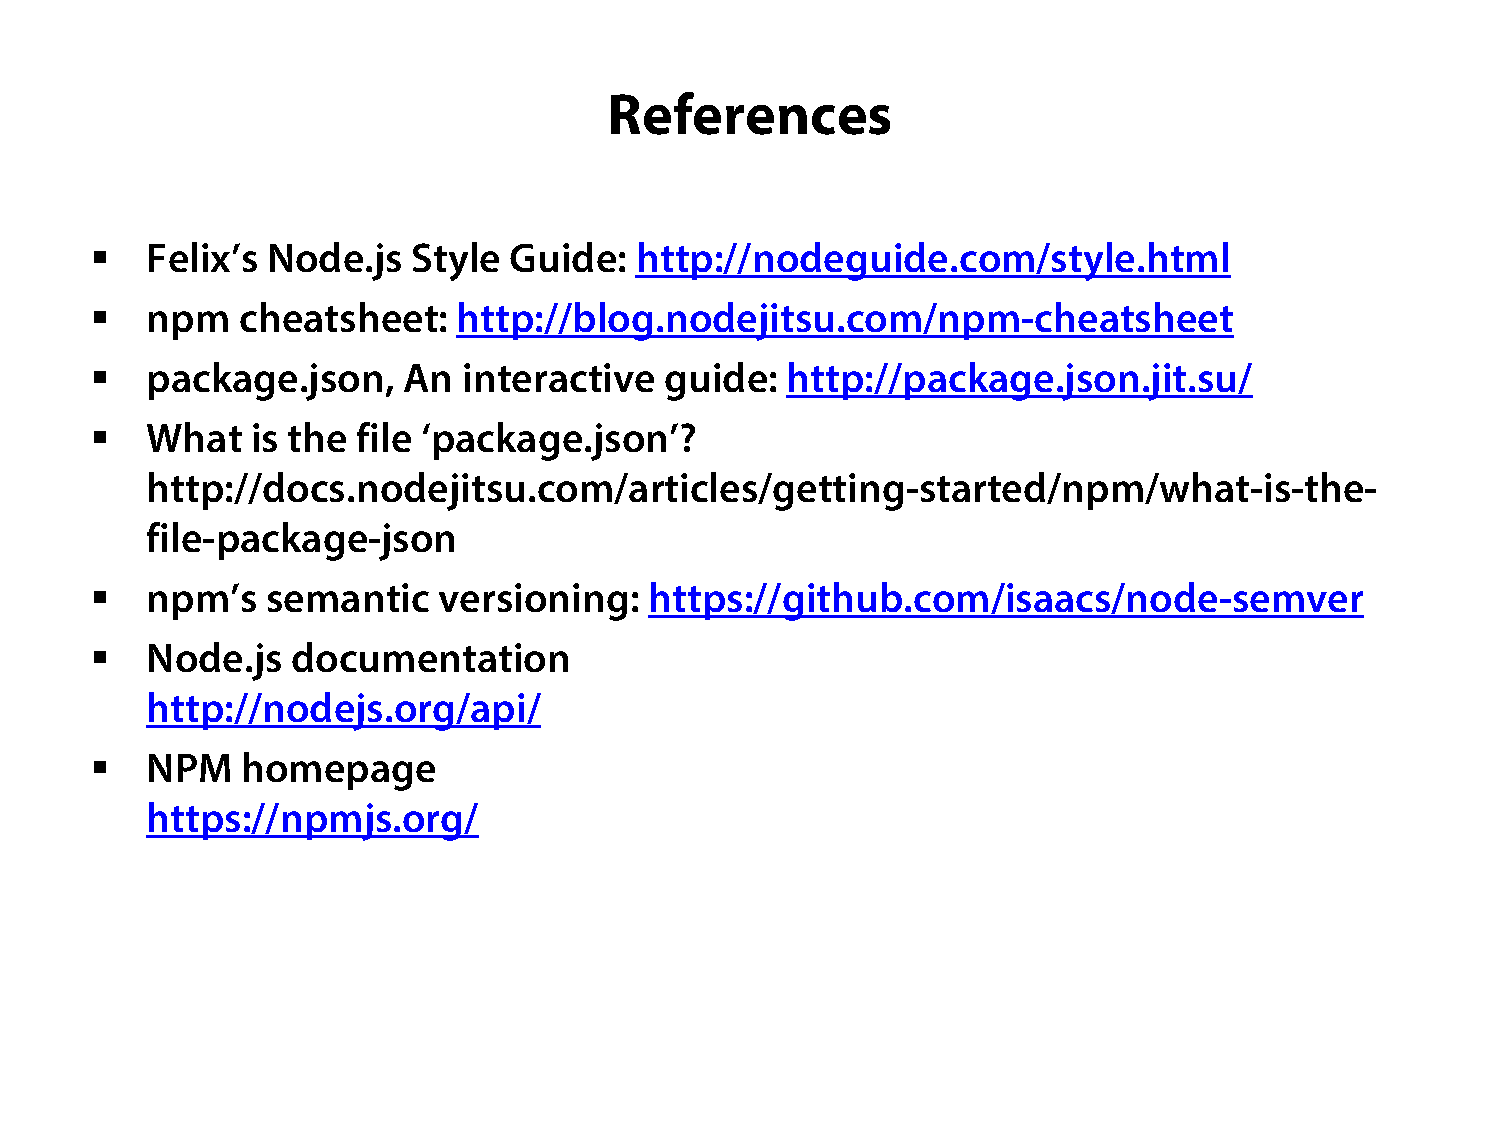 References
▪ Felix’s Node.js Style Guide: http://nodeguide.com/style.html
▪ npm cheatsheet: http://blog.nodejitsu.com/npm-cheatsheet
▪ package.json, An interactive guide: http://package.json.jit.su/
▪ What is the file ‘package.json’?
http://docs.nodejitsu.com/articles/getting-started/npm/what-is-the-
file-package-json
▪ npm’s semantic versioning: https://github.com/isaacs/node-semver
▪ Node.js documentation
http://nodejs.org/api/
▪ NPM homepage
https://npmjs.org/